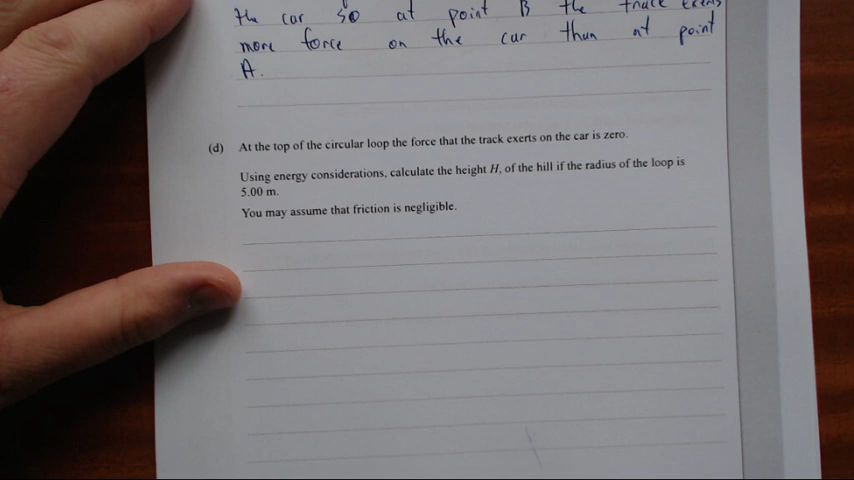 the car so at point B the track exerts
more force on the car than at point
A.
(d) At the top of the circular loop the force that the track exerts on the car is zero.
Using energy considerations, calculate the height H, of the hill if the radius of the loop is
5.00 m.
You may assume that friction is negligible.